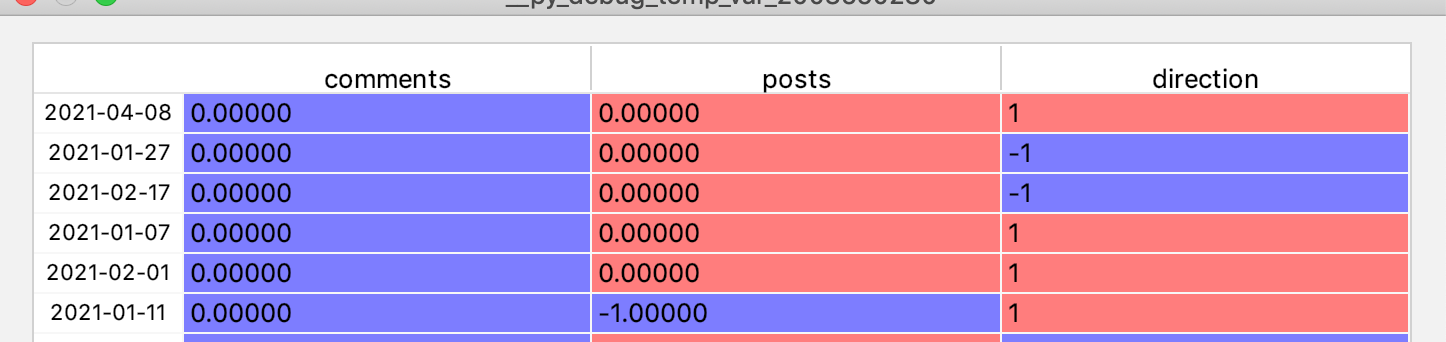 comments posts direction
2021-04-08 0.00000 0.00000 1
2021-01-27 0.00000 0.00000 -1
2021-02-17 0.00000 0.00000 -1
2021-01-07 0.00000 0.00000 1
2021-02-01 0.00000 0.00000 1
2021-01-11 0.00000 -1.00000 1